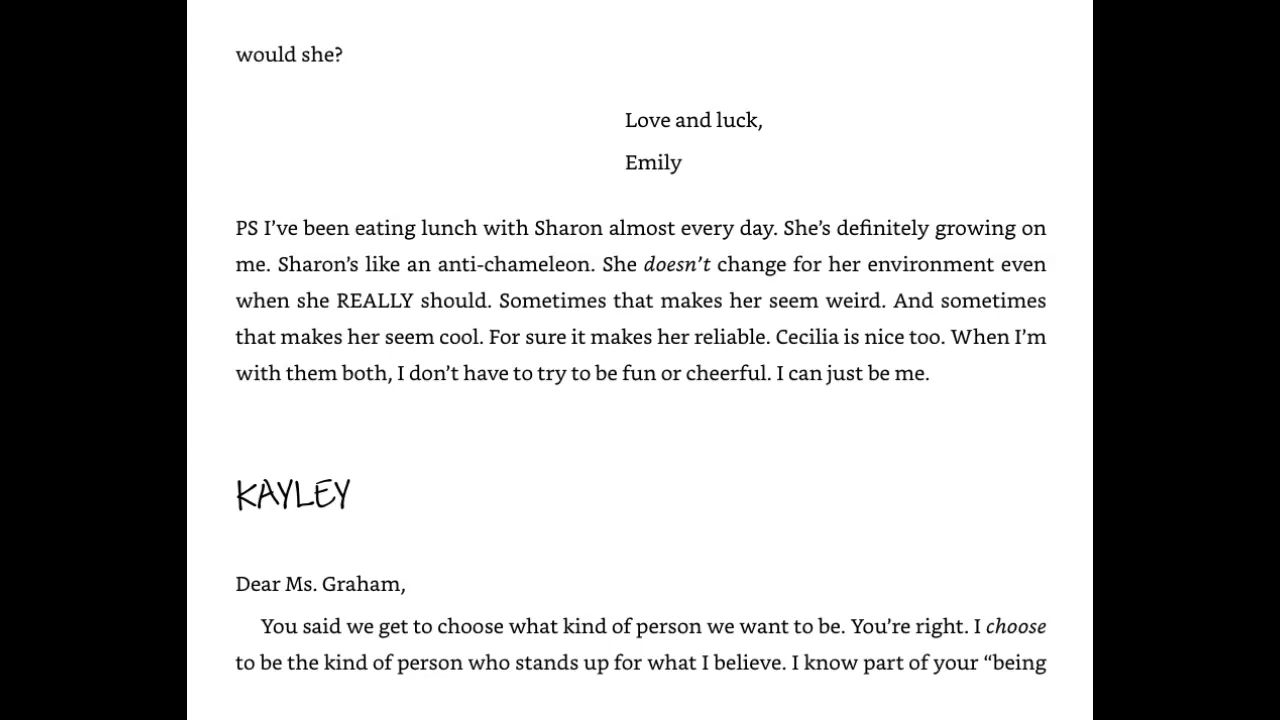 would she?
Love and luck,
Emily
PS I’ve been eating lunch with Sharon almost every day. She’s definitely growing on
me. Sharon’s like an anti-chameleon. She doesn’t change for her environment even
when she REALLY should. Sometimes that makes her seem weird. And sometimes
that makes her seem cool. For sure it makes her reliable. Cecilia is nice too. When I’m
with them both, I don’t have to try to be fun or cheerful. I can just be me.
KAYLEY
Dear Ms. Graham,
You said we get to choose what kind of person we want to be. You’re right. I choose
to be the kind of person who stands up for what I believe. I know part of your “being